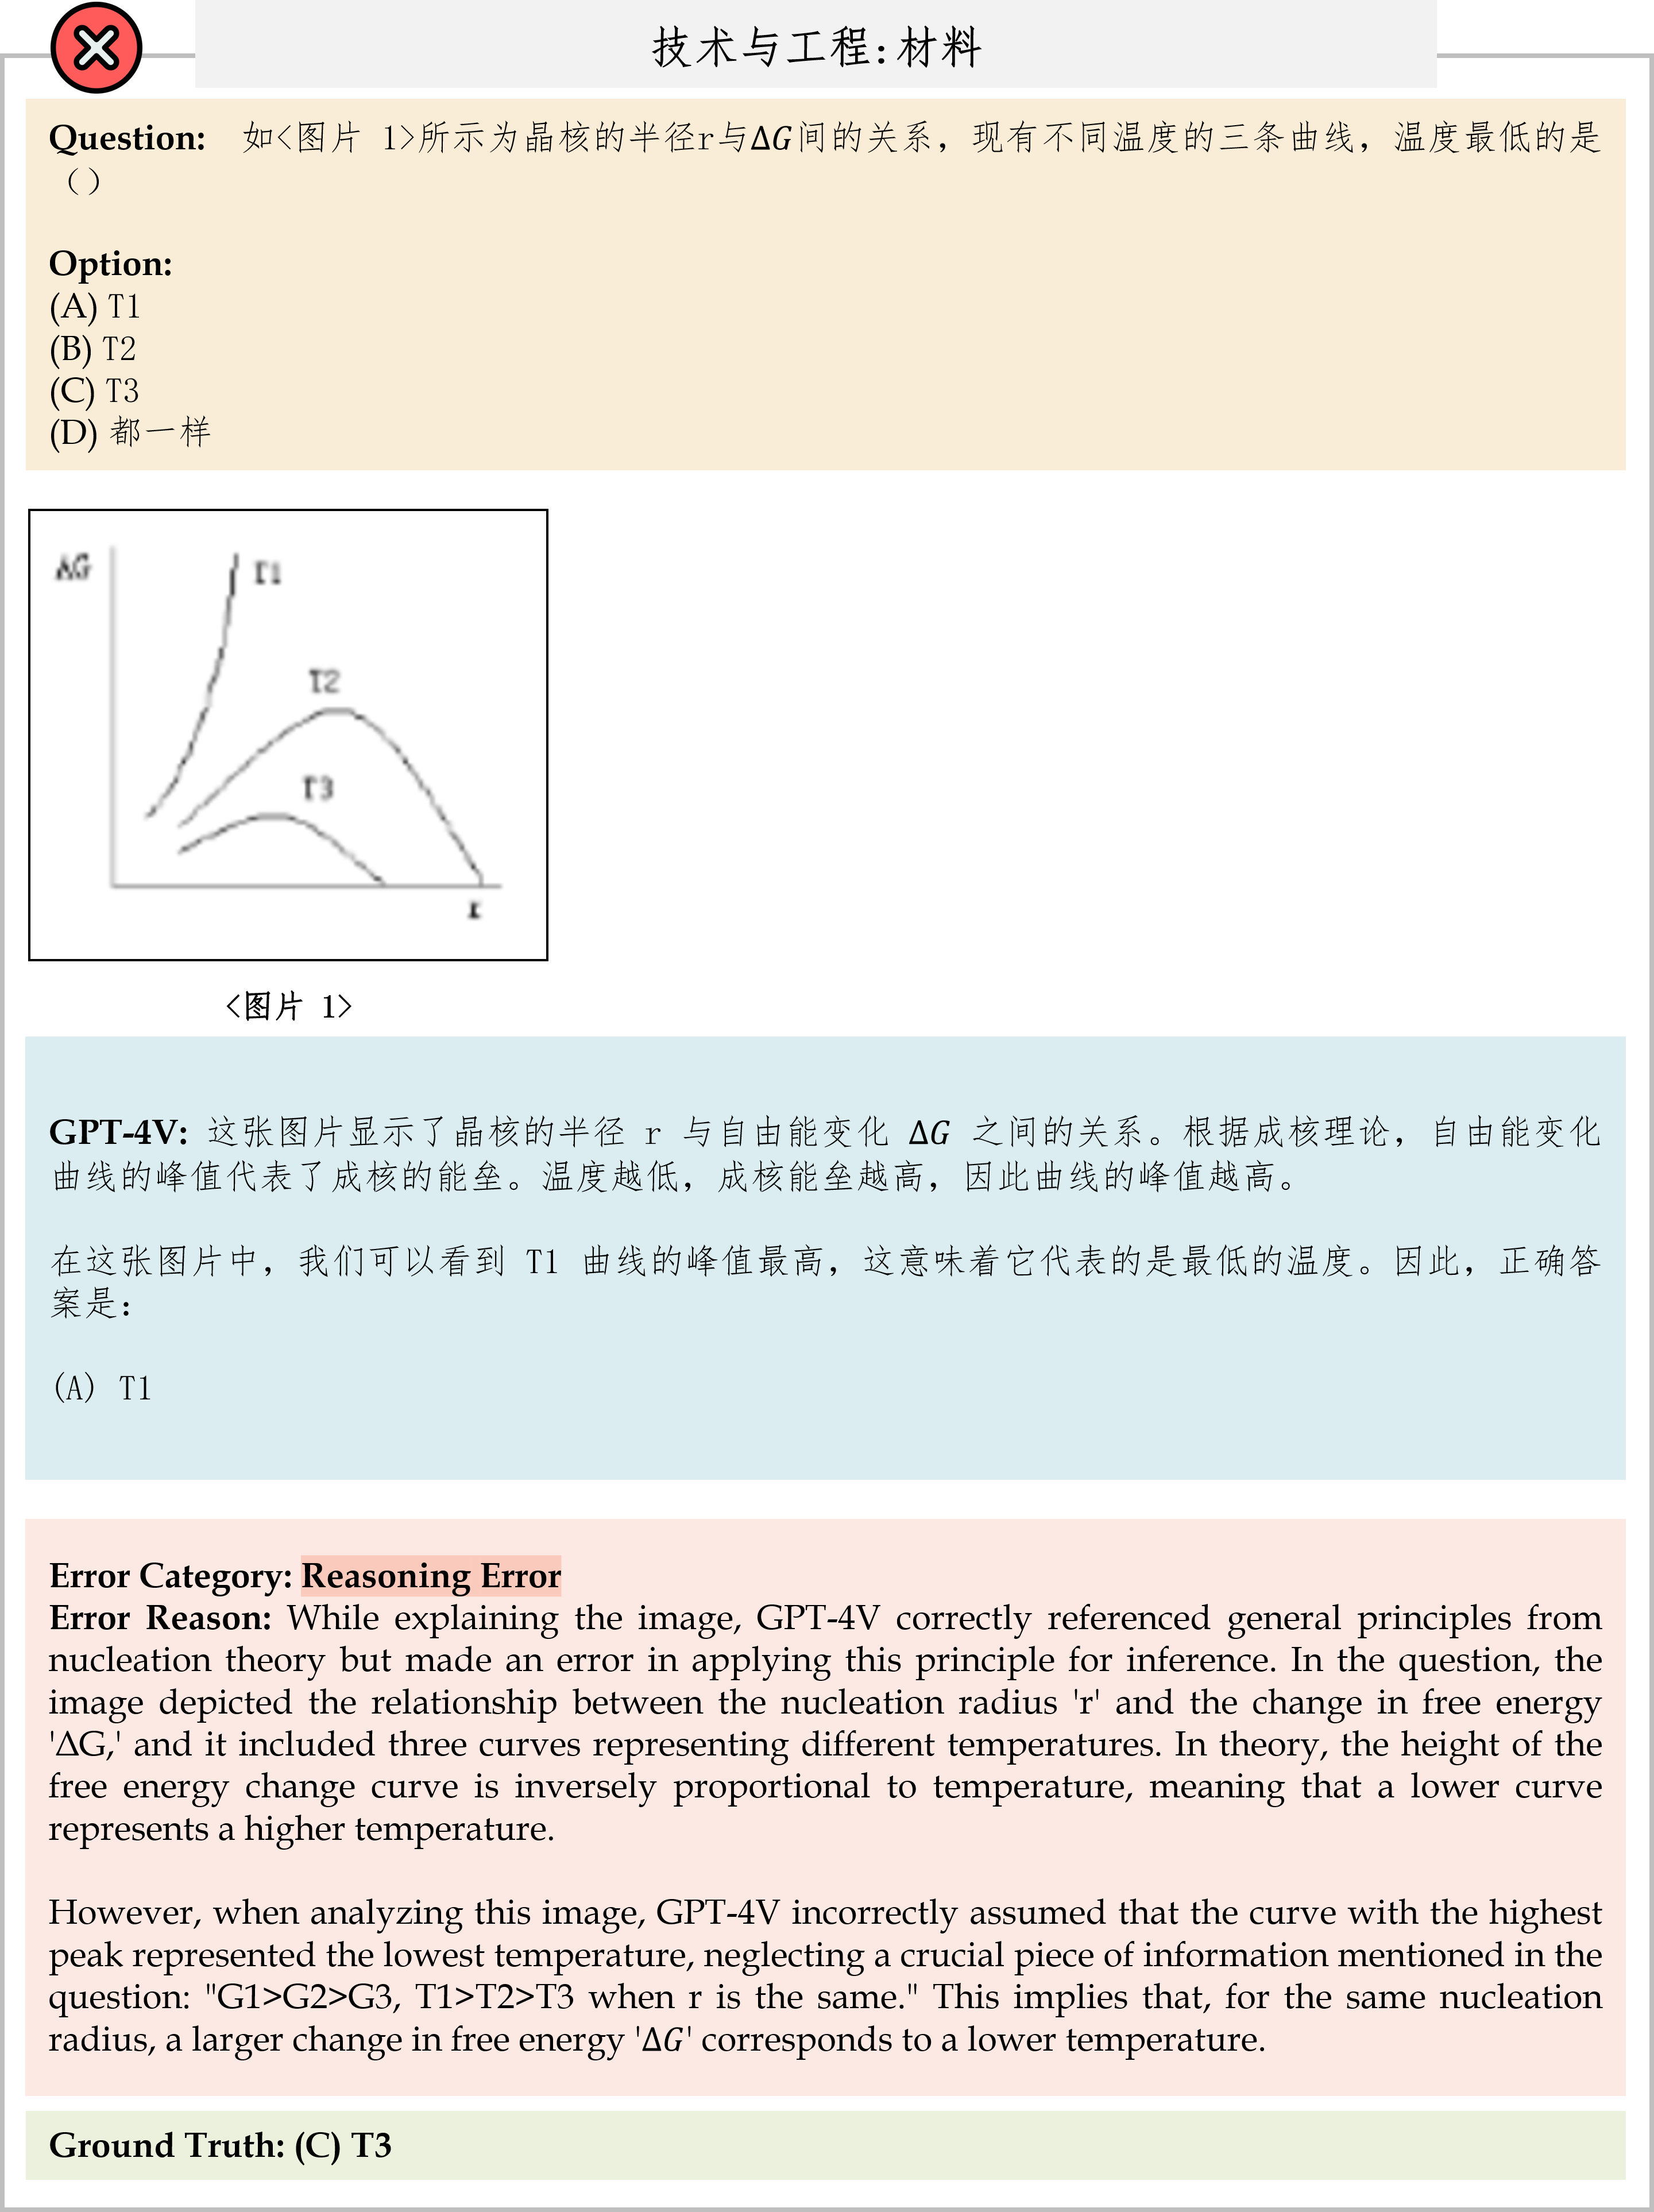 技术与工程:材料
Question: 如<图片 1>所示为晶核的半径r与ΔG间的关系，现有不同温度的三条曲线，温度最低的是
（）
Option:
(A) T1
(B) T2
(C) T3
(D) 都一样
ΔG
T1
T2
T3
r
<图片 1>
GPT-4V: 这张图片显示了晶核的半径 r 与自由能变化 ΔG 之间的关系。根据成核理论，自由能变化
曲线的峰值代表了成核的能垒。温度越低，成核能垒越高，因此曲线的峰值越高。
在这张图片中，我们可以看到 T1 曲线的峰值最高，这意味着它代表的是最低的温度。因此，正确答
案是：
(A) T1
Error Category: Reasoning Error
Error Reason: While explaining the image, GPT-4V correctly referenced general principles from
nucleation theory but made an error in applying this principle for inference. In the question, the
image depicted the relationship between the nucleation radius 'r' and the change in free energy
'ΔG,' and it included three curves representing different temperatures. In theory, the height of the
free energy change curve is inversely proportional to temperature, meaning that a lower curve
represents a higher temperature.
However, when analyzing this image, GPT-4V incorrectly assumed that the curve with the highest
peak represented the lowest temperature, neglecting a crucial piece of information mentioned in the
question: "G1>G2>G3, T1>T2>T3 when r is the same." This implies that, for the same nucleation
radius, a larger change in free energy 'ΔG' corresponds to a lower temperature.
Ground Truth: (C) T3